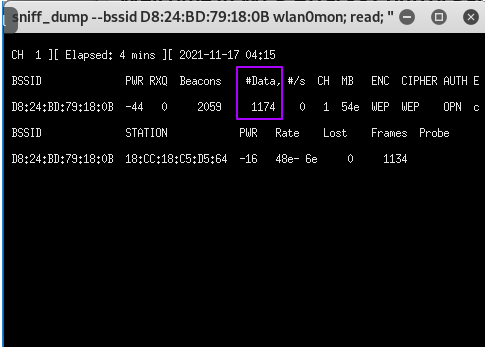 sniff_dump --bssid D8:24:BD:79:18:0B wlan0mon; read; "
CH 1 ][ Elapsed: 4 mins ][ 2021-11-17 04:15
BSSID PWR RXQ Beacons #Data, #/s CH MB ENC CIPHER AUTH E
D8:24:BD:79:18:0B -44 0 2059 1174 0 1 54e WEP WEP OPN c
BSSID STATION PWR Rate Lost Frames Probe
D8:24:BD:79:18:0B 18:CC:18:C5:D5:64 -16 48e- 6e 0 1134